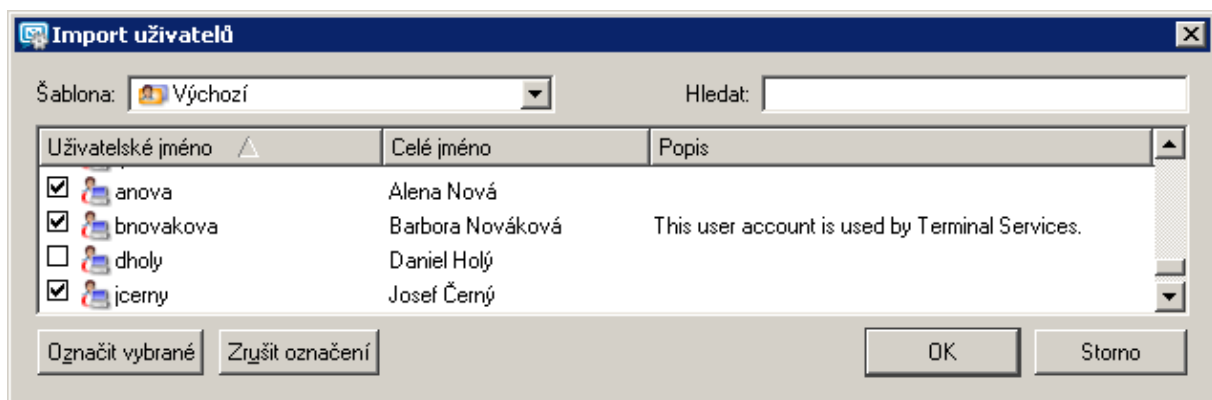 Import uživatelů
Šablona: Výchozí Hledat:
Uživatelské jméno Celé jméno Popis
anova Alena Nová
bnovakova Barbora Nováková This user account is used by Terminal Services.
dholy Daniel Holý
jcerny Josef Černý
Označit vybrané Zrušit označení OK Storno